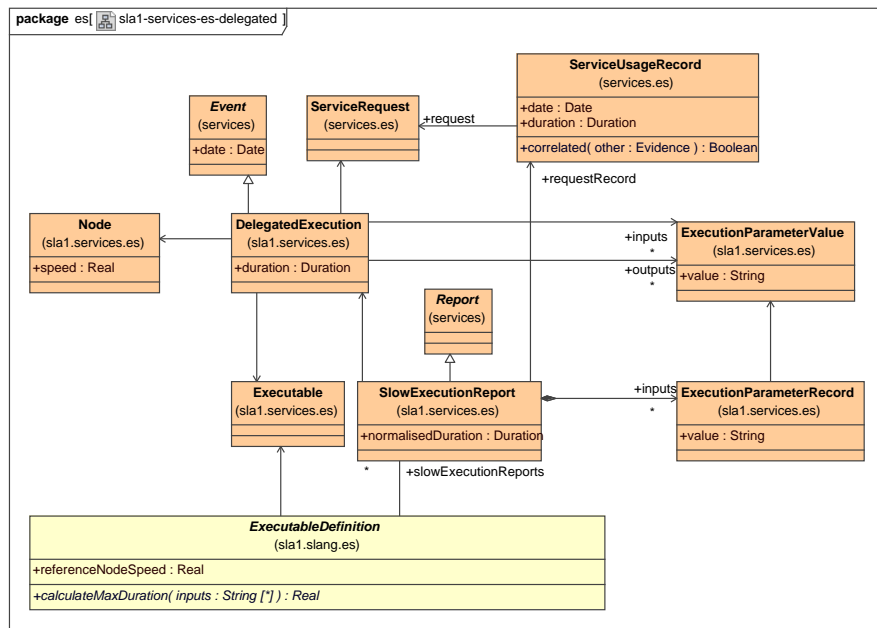 package es[ sla1-services-es-delegated ]
ServiceUsageRecord
(services.es)
+date : Date
+duration : Duration
+correlated( other : Evidence ) : Boolean
Event
(services)
+date : Date
ServiceRequest
(services.es)
+request
+requestRecord
Node
(sla1.services.es)
+speed : Real
DelegatedExecution
(sla1.services.es)
+duration : Duration
+inputs
*
+outputs
*
ExecutionParameterValue
(sla1.services.es)
+value : String
Report
(services)
Executable
(sla1.services.es)
SlowExecutionReport
(sla1.services.es)
+normalisedDuration : Duration
+inputs
*
ExecutionParameterRecord
(sla1.services.es)
+value : String
*
+slowExecutionReports
ExecutableDefinition
(sla1.slang.es)
+referenceNodeSpeed : Real
+calculateMaxDuration( inputs : String [*] ) : Real